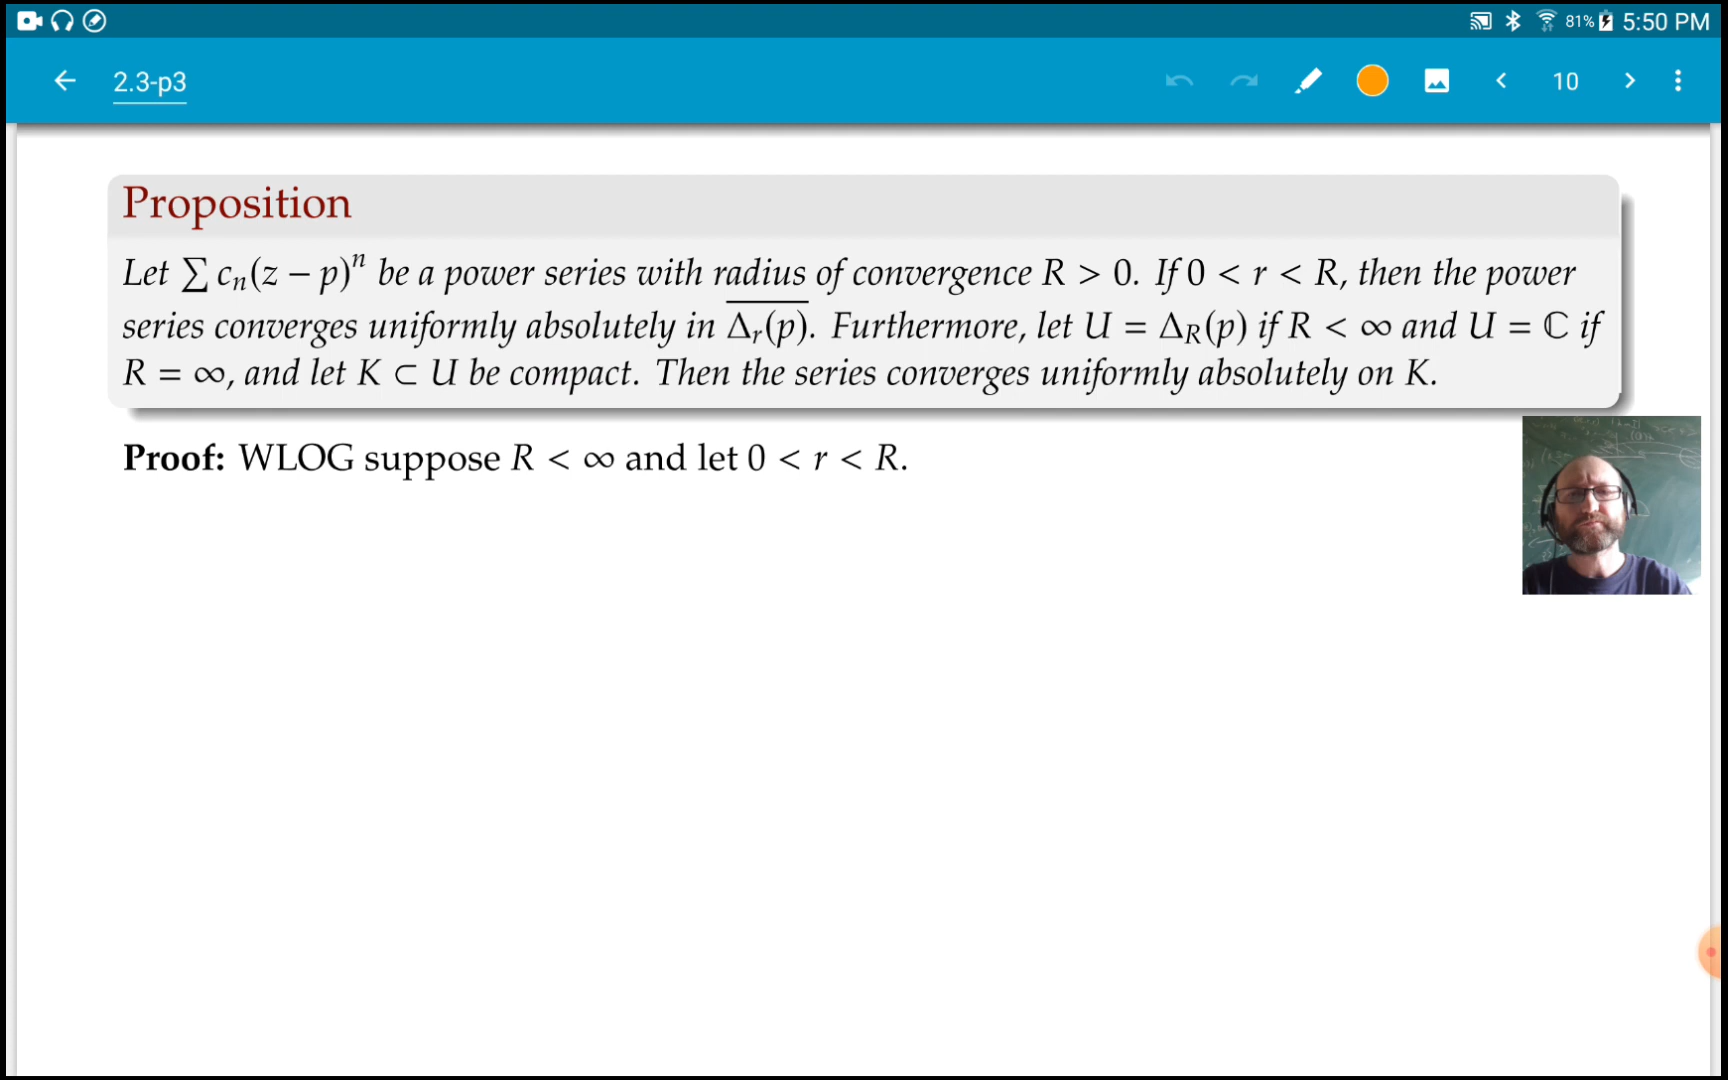 81% 5:50 PM
2.3-p3 10
Proposition
Let ∑ cₙ(z − p)ⁿ be a power series with radius of convergence R > 0. If 0 < r < R, then the power
series converges uniformly absolutely in \overline{Δᵣ(p)}. Furthermore, let U = Δ_R(p) if R < ∞ and U = ℂ if
R = ∞, and let K ⊂ U be compact. Then the series converges uniformly absolutely on K.
Proof: WLOG suppose R < ∞ and let 0 < r < R.